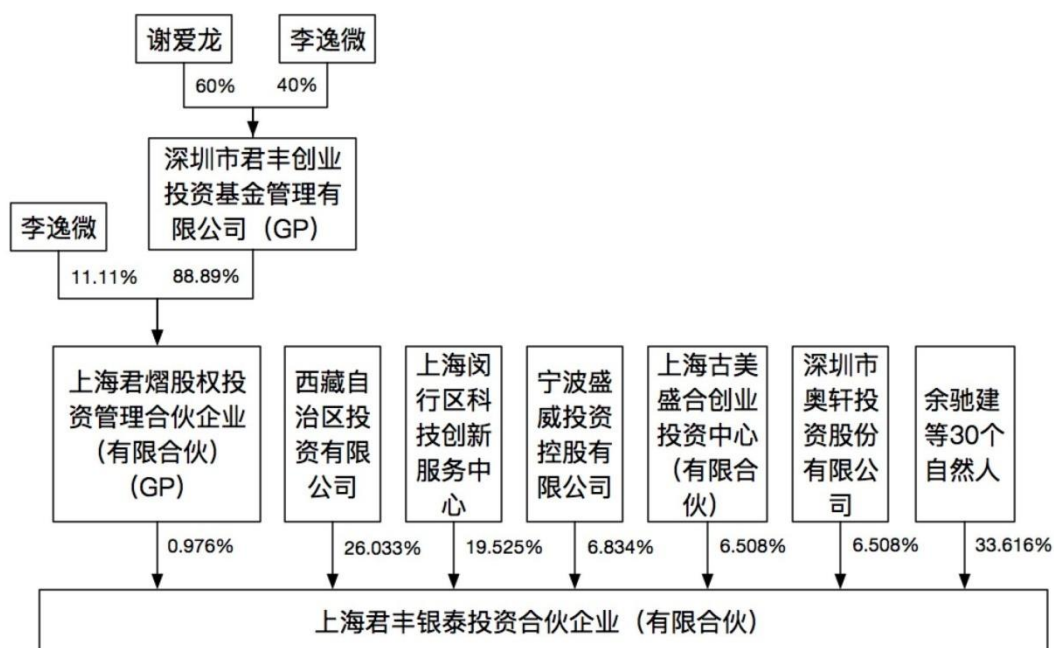 谢爱龙
李逸微
60%
40%
深圳市君丰创业
投资基金管理有
限公司（GP）
李逸微
11.11%
88.89%
上海君熠股权投
资管理合伙企业
（有限合伙）
（GP）
西藏自
治区投
资有限
公司
上海闵
行区科
技创新
服务中
心
宁波盛
威投资
控股有
限公司
上海古美
盛合创业
投资中心
（有限合
伙）
深圳市
奥轩投
资股份
有限公
司
余驰建
等30个
自然人
0.976%
26.033%
19.525%
6.834%
6.508%
6.508%
33.616%
上海君丰银泰投资合伙企业（有限合伙）